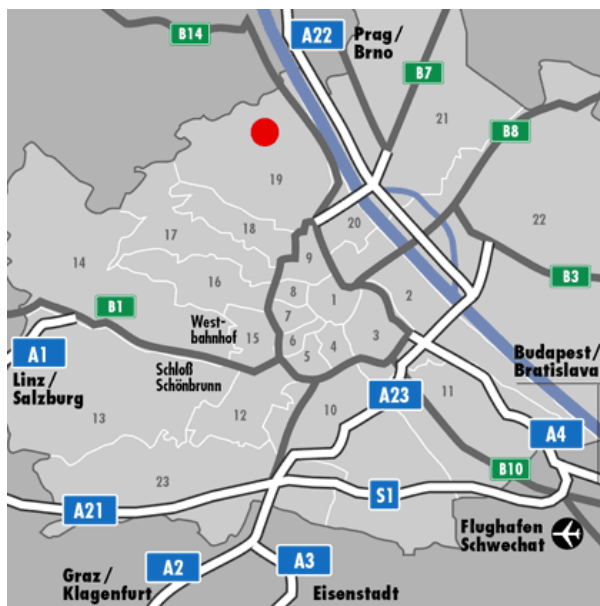 B14
A22
Prag/
Brno
B7
21
B8
19
22
20
17
18
14
9
16
8
1
2
B3
B1
West-
bahnhof
7
15
6
3
5
4
A1
Linz/
Salzburg
Schloß
Schönbrunn
Budapest/
Bratislava
A23
11
13
12
10
A4
23
B10
S1
A21
Flughafen
Schwechat
A2
A3
Graz/
Klagenfurt
Eisenstadt